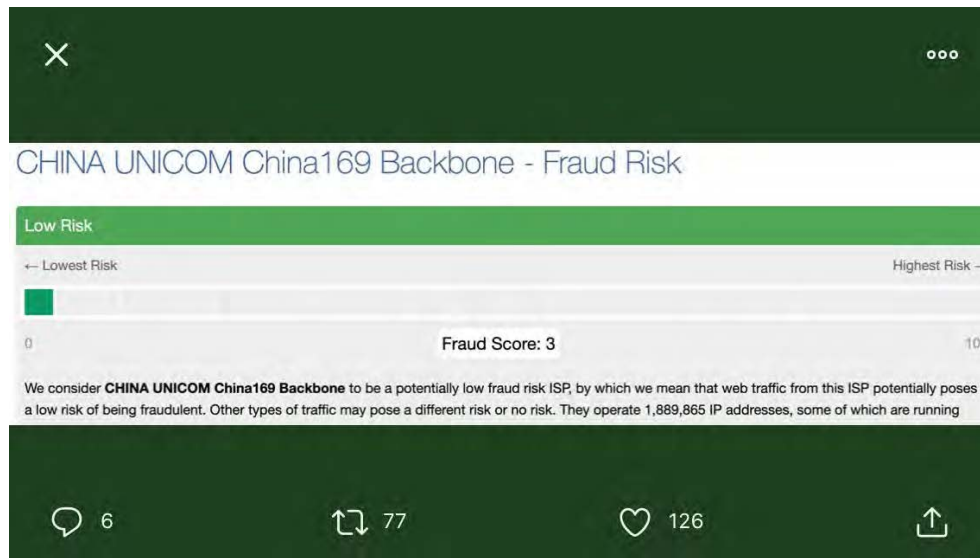 CHINA UNICOM China169 Backbone - Fraud Risk
Low Risk
← Lowest Risk Highest Risk -
0 Fraud Score: 3 10
We consider CHINA UNICOM China169 Backbone to be a potentially low fraud risk ISP, by which we mean that web traffic from this ISP potentially poses
a low risk of being fraudulent. Other types of traffic may pose a different risk or no risk. They operate 1,889,865 IP addresses, some of which are running
6 77 126